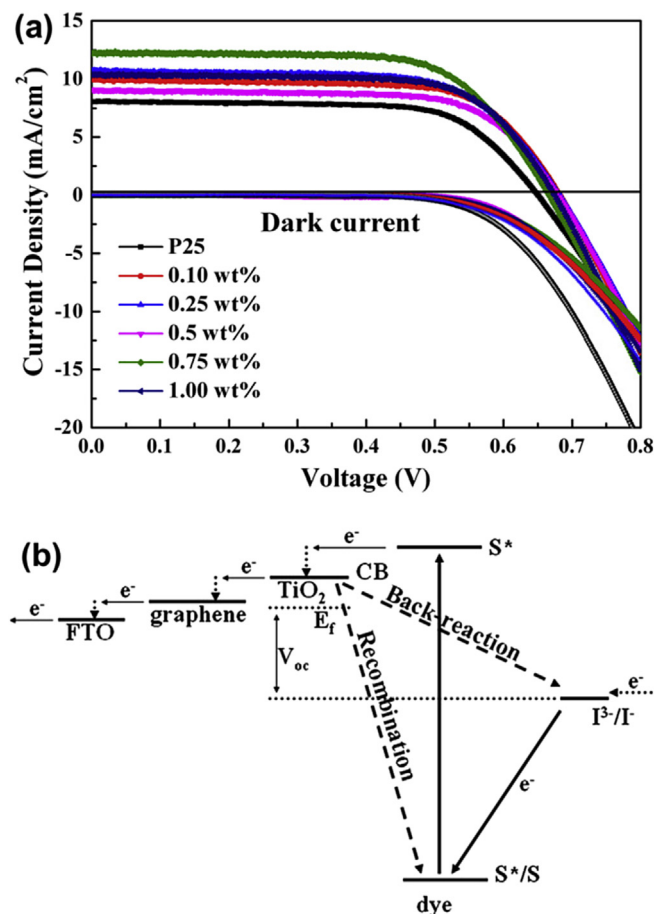 (a)
15
10
5
0
-5
-10
-15
-20
Current Density (mA/cm²)
Dark current
P25
0.10 wt%
0.25 wt%
0.5 wt%
0.75 wt%
1.00 wt%
0.0 0.1 0.2 0.3 0.4 0.5 0.6 0.7 0.8
Voltage (V)
(b)
e⁻ S*
e⁻ TiO₂ CB
e⁻ graphene
e⁻ FTO
E_f
V_oc
Back-reaction
Recombination
e⁻
I³⁻/I⁻
e⁻
S*/S
dye